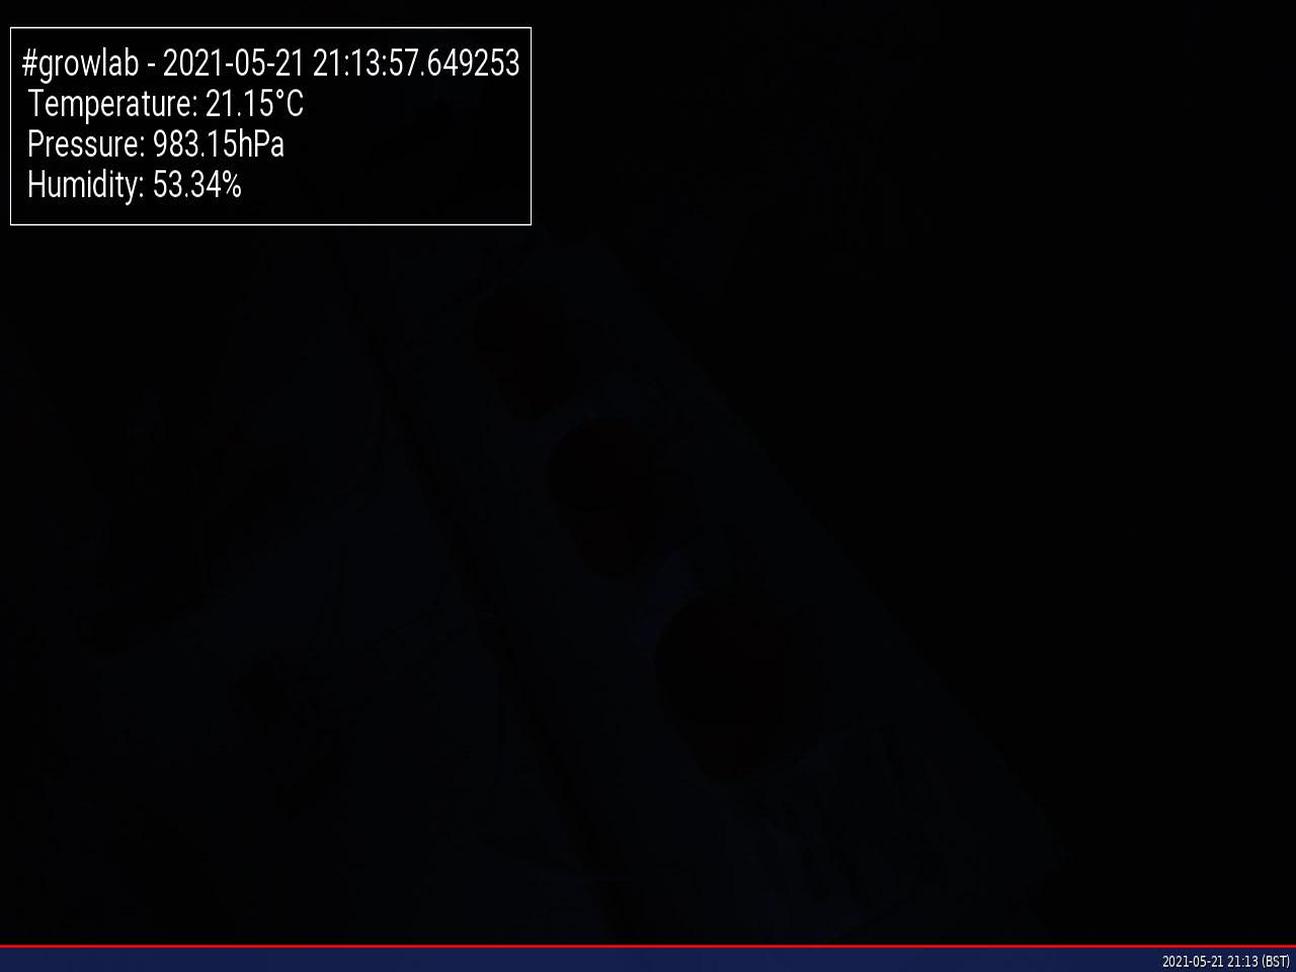 #growlab - 2021-05-21 21:13:57.649253
Temperature: 21.15°C
Pressure: 983.15hPa
Humidity: 53.34%
2021-05-21 21:13 (BST)